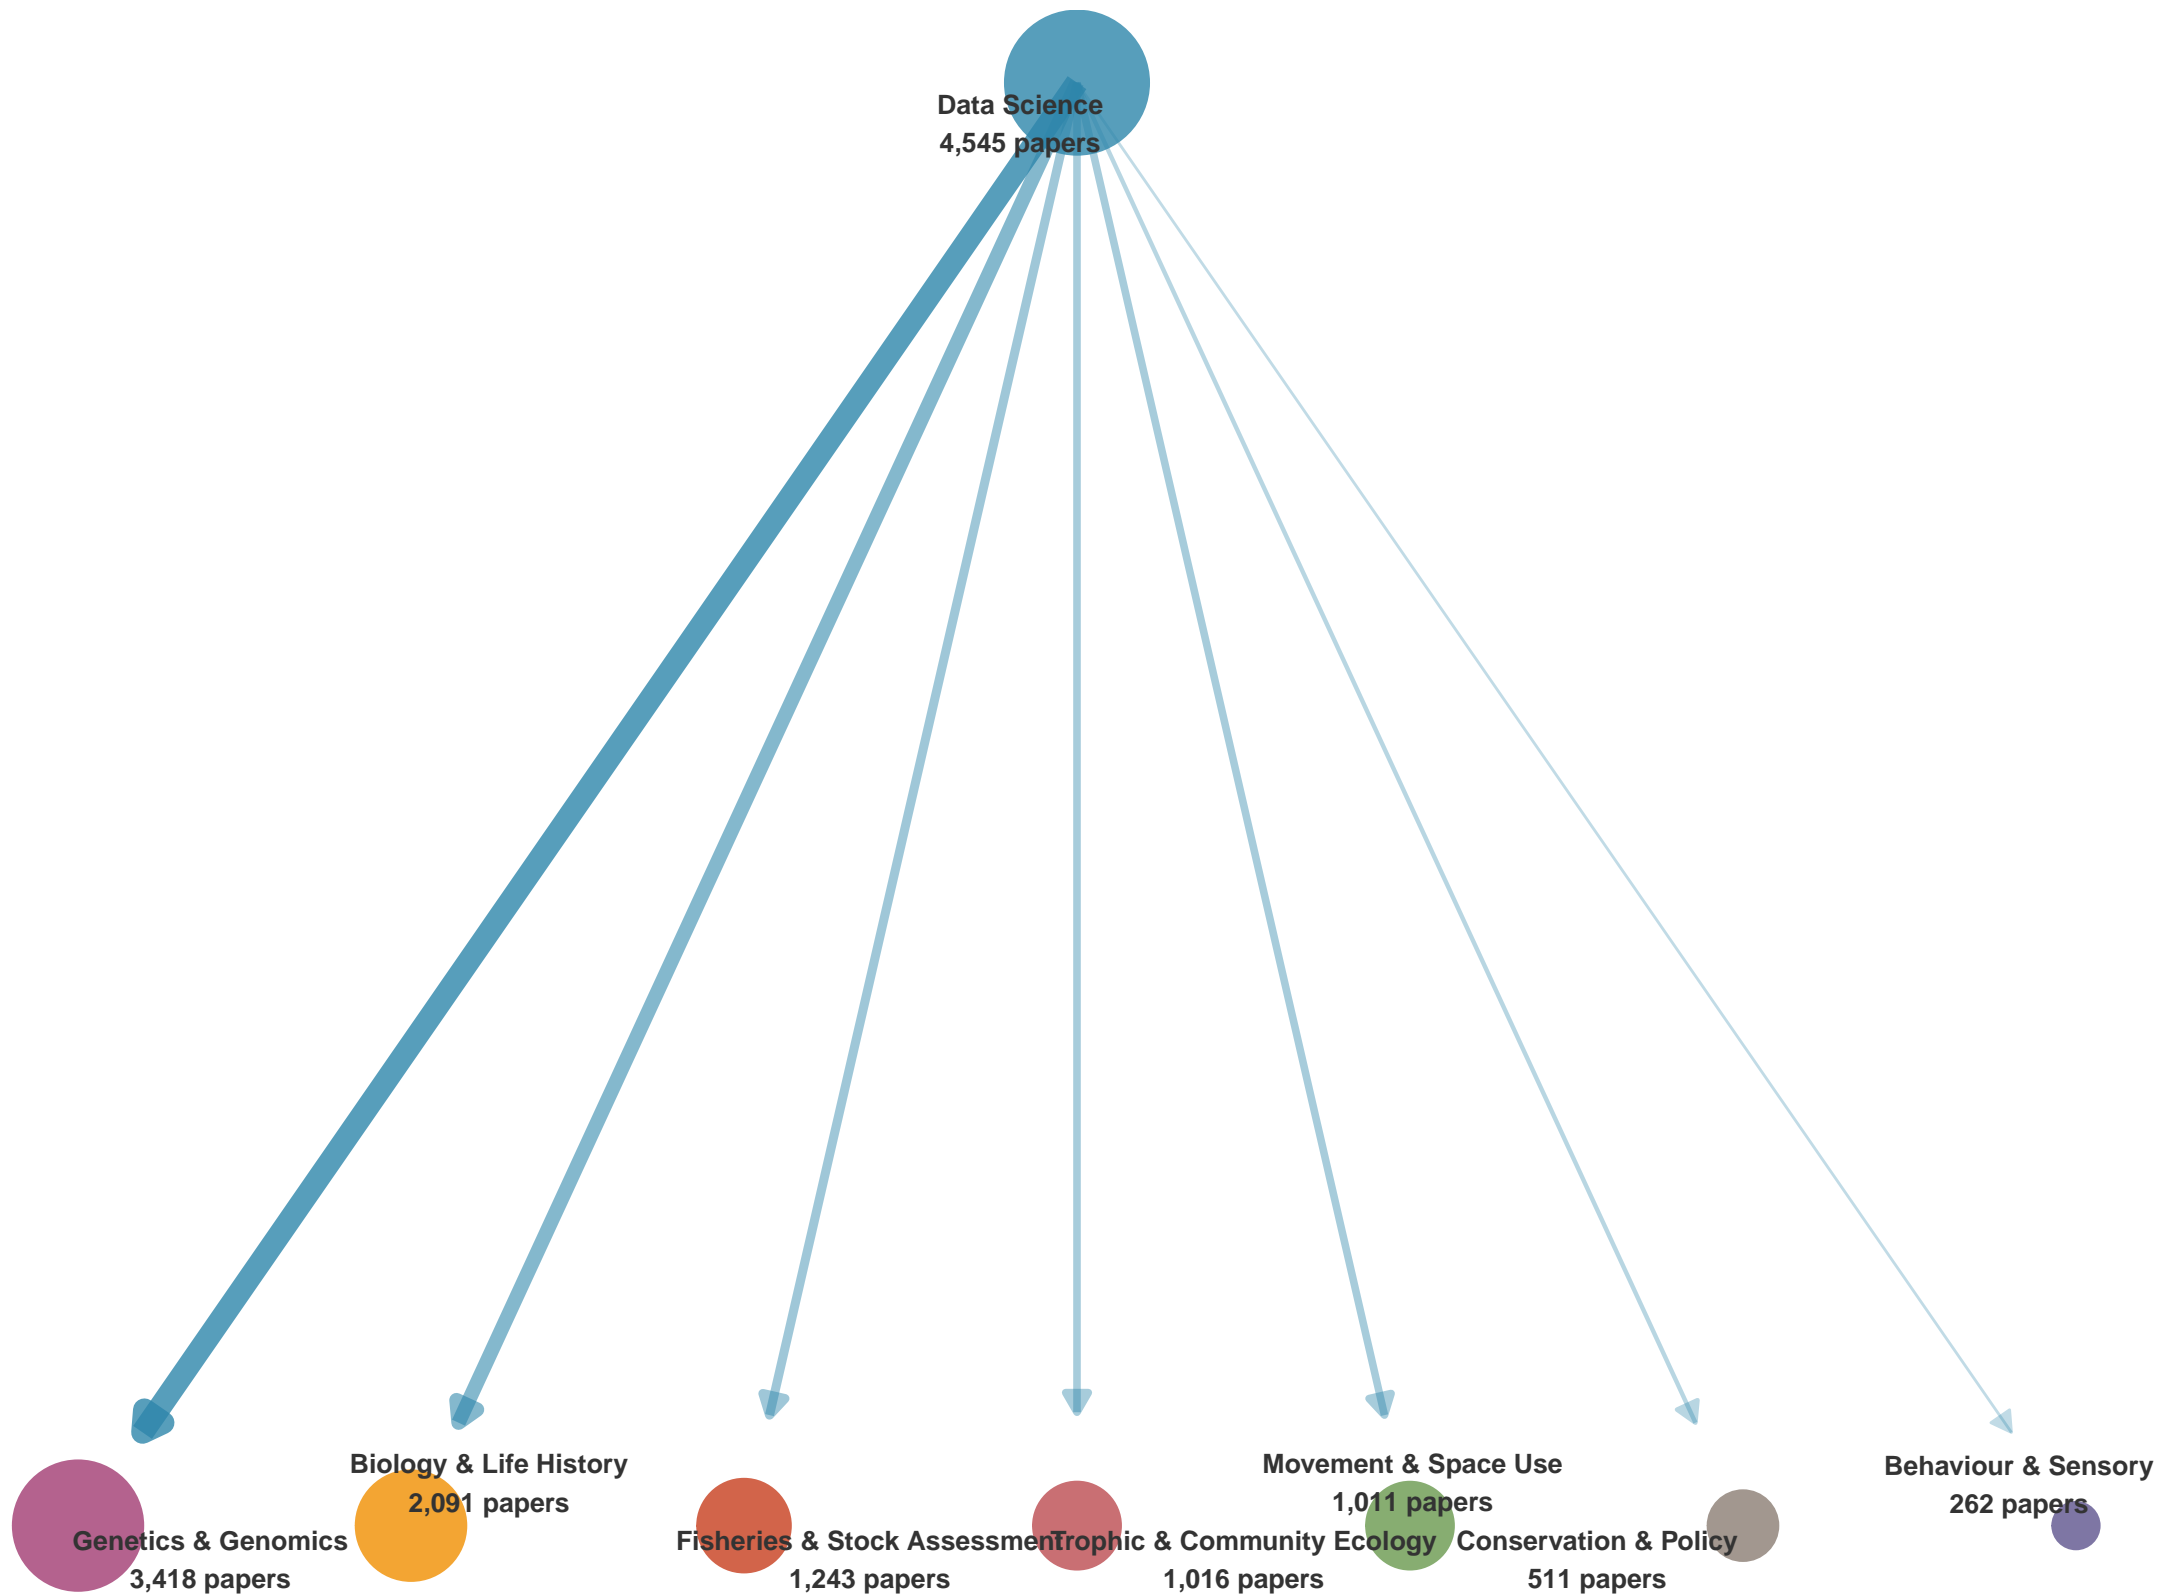 Data Science
4,545 papers
Biology & Life History
2,091 papers
Movement & Space Use
1,011 papers
Behaviour & Sensory
262 papers
Genetics & Genomics
3,418 papers
Fisheries & Stock Assessment
1,243 papers
Trophic & Community Ecology
1,016 papers
Conservation & Policy
511 papers